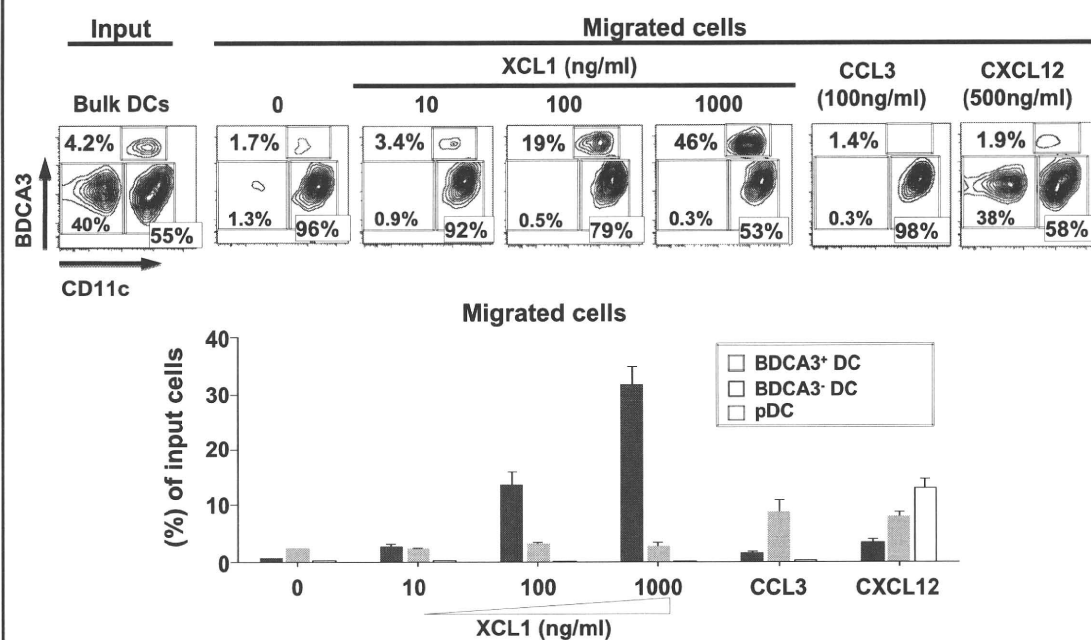 Input
Migrated cells
XCL1 (ng/ml)
CCL3
(100ng/ml)
CXCL12
(500ng/ml)
Bulk DCs
0
10
100
1000
4.2%
1.7%
3.4%
19%
46%
1.4%
1.9%
BDCA3
40%
55%
1.3%
96%
0.9%
92%
0.5%
79%
0.3%
53%
0.3%
98%
38%
58%
CD11c
Migrated cells
(%) of input cells
40
30
20
10
0
BDCA3⁺ DC
BDCA3⁻ DC
pDC
0
10
100
1000
CCL3
CXCL12
XCL1 (ng/ml)